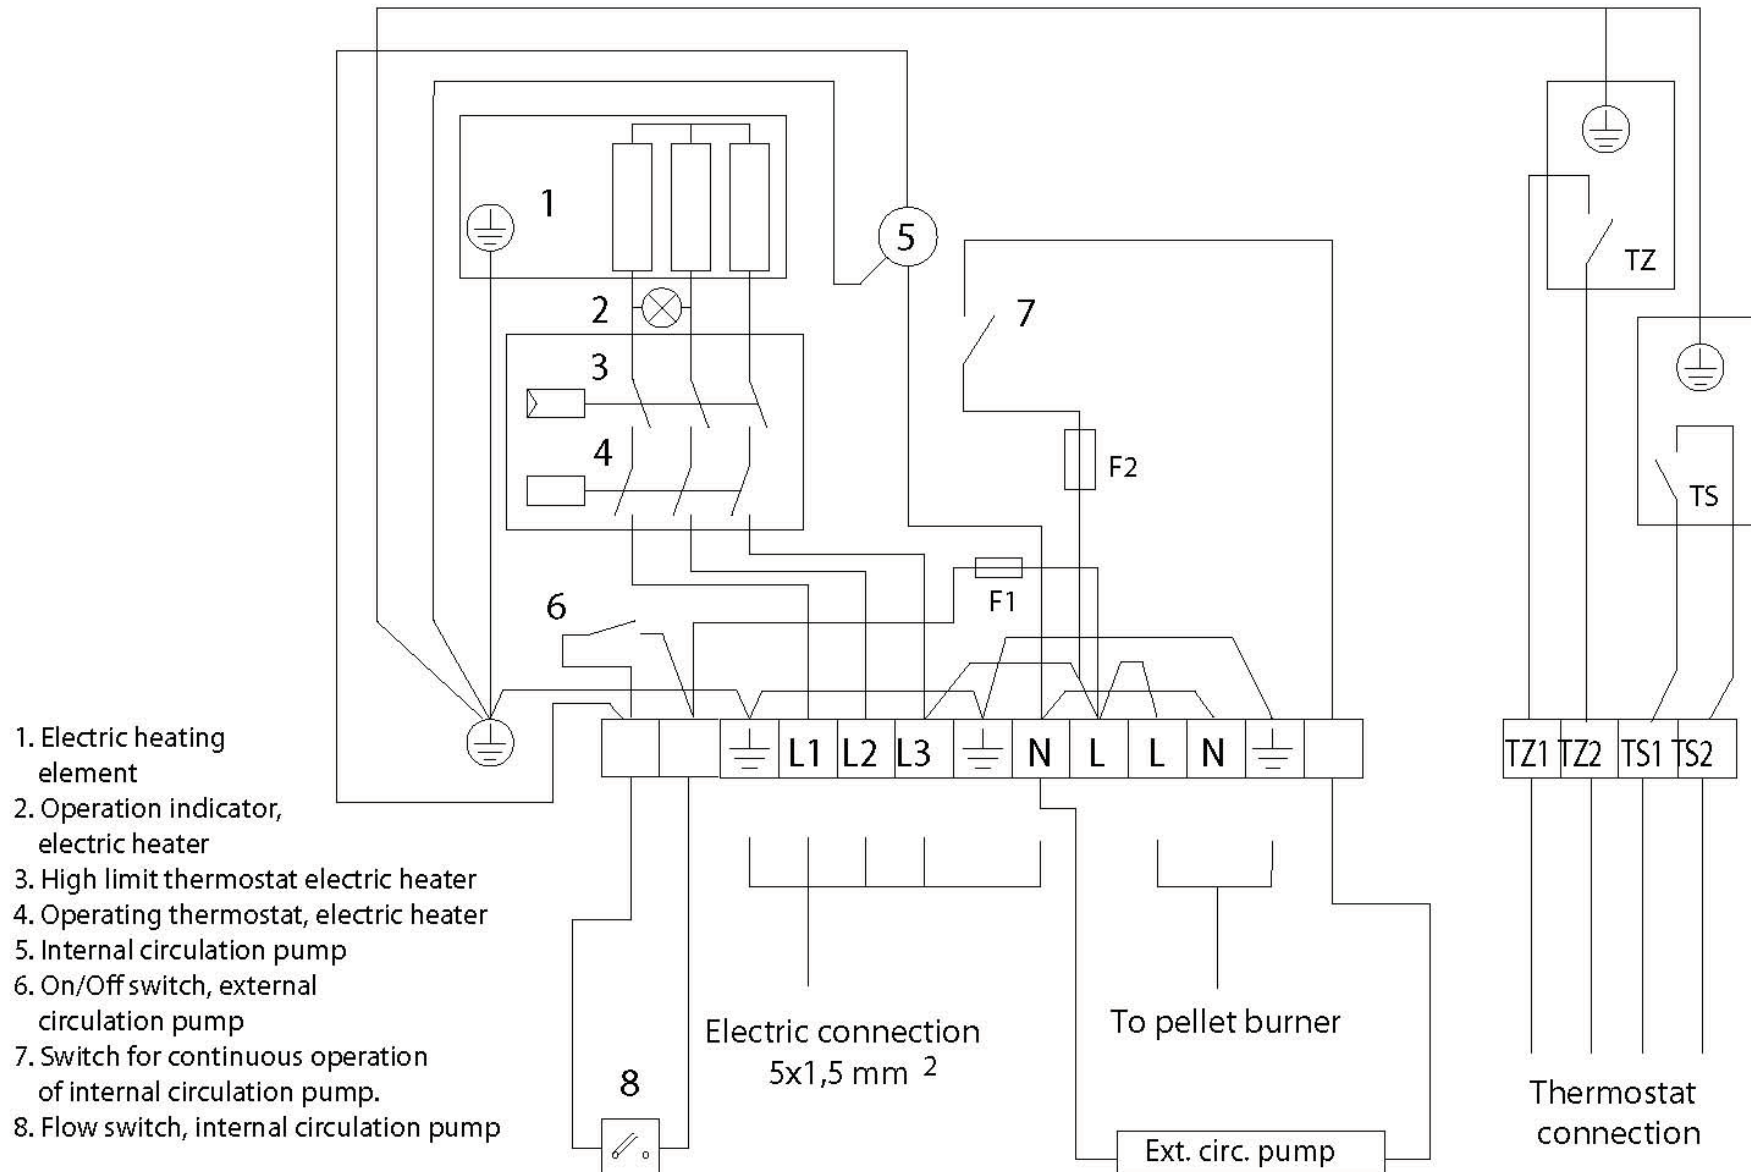 1
2
3
4
5
6
7
8
F1
F2
TZ
TS
L1 L2 L3 N L L N
TZ1 TZ2 TS1 TS2
1. Electric heating
element
2. Operation indicator,
electric heater
3. High limit thermostat electric heater
4. Operating thermostat, electric heater
5. Internal circulation pump
6. On/Off switch, external
circulation pump
7. Switch for continuous operation
of internal circulation pump.
8. Flow switch, internal circulation pump
Electric connection
5x1,5 mm 2
To pellet burner
Ext. circ. pump
Thermostat
connection